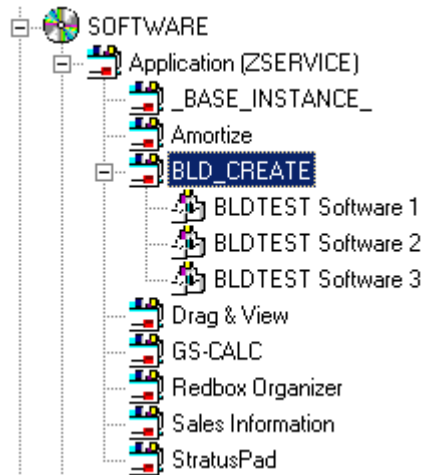 SOFTWARE
Application (ZSERVICE)
_BASE_INSTANCE_
Amortize
BLD_CREATE
BLDTEST Software 1
BLDTEST Software 2
BLDTEST Software 3
Drag & View
GS-CALC
Redbox Organizer
Sales Information
StratusPad